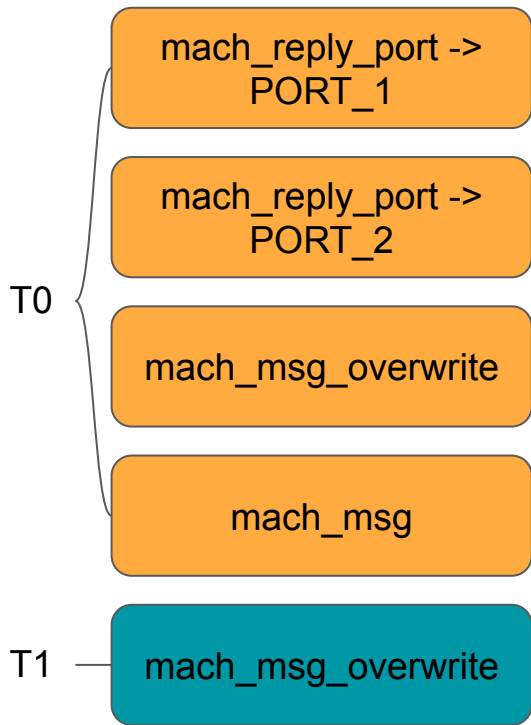 mach_reply_port ->
PORT_1
mach_reply_port ->
PORT_2
T0
mach_msg_overwrite
mach_msg
T1
mach_msg_overwrite